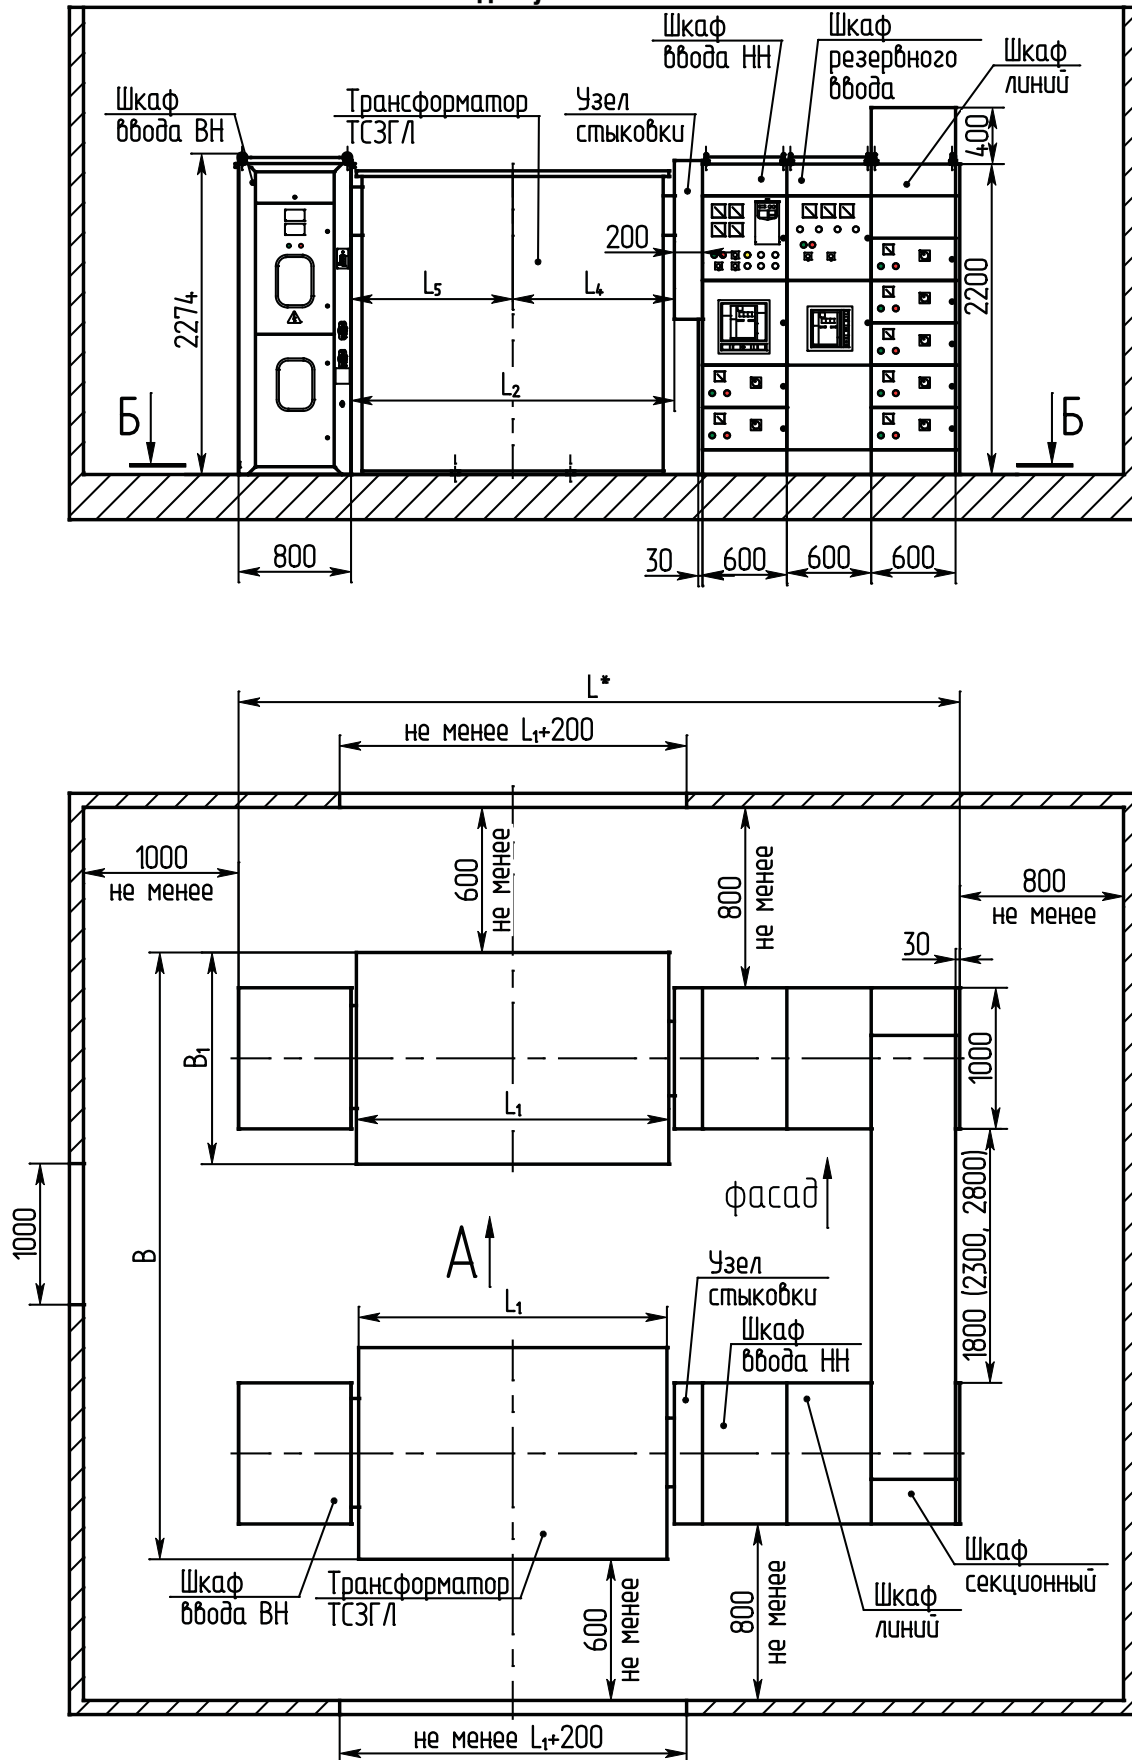 Шкаф
ввода НН
Шкаф
резервного
ввода
Шкаф
линий
Шкаф
ввода ВН
Трансформатор
ТСЗГЛ
Узел
стыковки
400
200
L5
L4
2274
2200
L2
Б
Б
800
30
600
600
600
L*
не менее L1+200
1000
не менее
600
не менее
800
не менее
800
не менее
30
B1
L1
1000
1000
B
А
фасад
1800 (2300, 2800)
L1
Узел
стыковки
Шкаф
ввода НН
Шкаф
ввода ВН
Трансформатор
ТСЗГЛ
600
не менее
800
не менее
Шкаф
линий
Шкаф
секционный
не менее L1+200